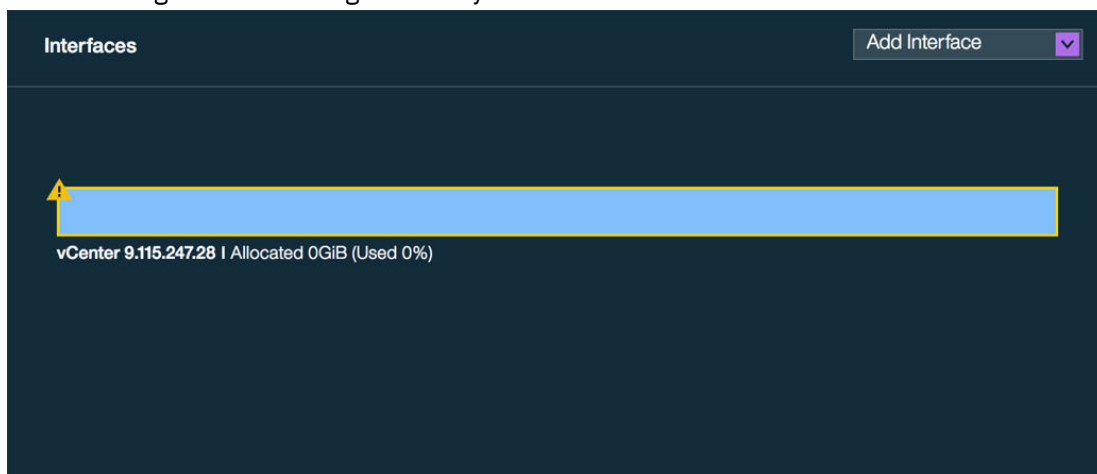 Interfaces
Add Interface
vCenter 9.115.247.28 I Allocated 0GiB (Used 0%)